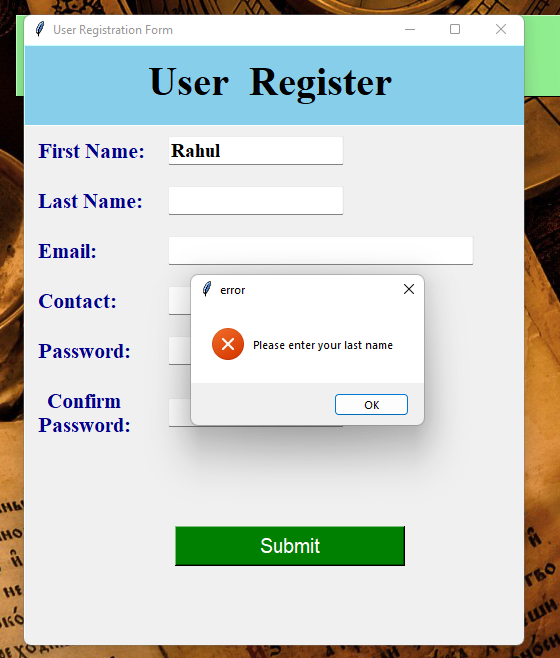 User Registration Form
User Register
First Name: Rahul
Last Name:
Email:
Contact:
error
Please enter your last name
OK
Password:
Confirm
Password:
Submit